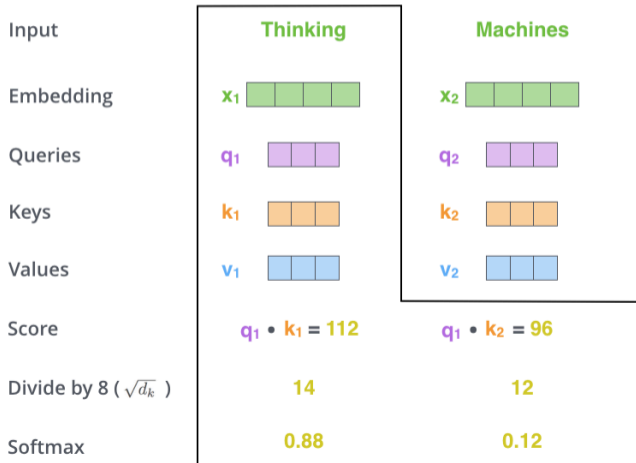 Input Thinking Machines
Embedding x₁ x₂
Queries q₁ q₂
Keys k₁ k₂
Values v₁ v₂
Score q₁ • k₁ = 112 q₁ • k₂ = 96
Divide by 8 ( √dₖ ) 14 12
Softmax 0.88 0.12